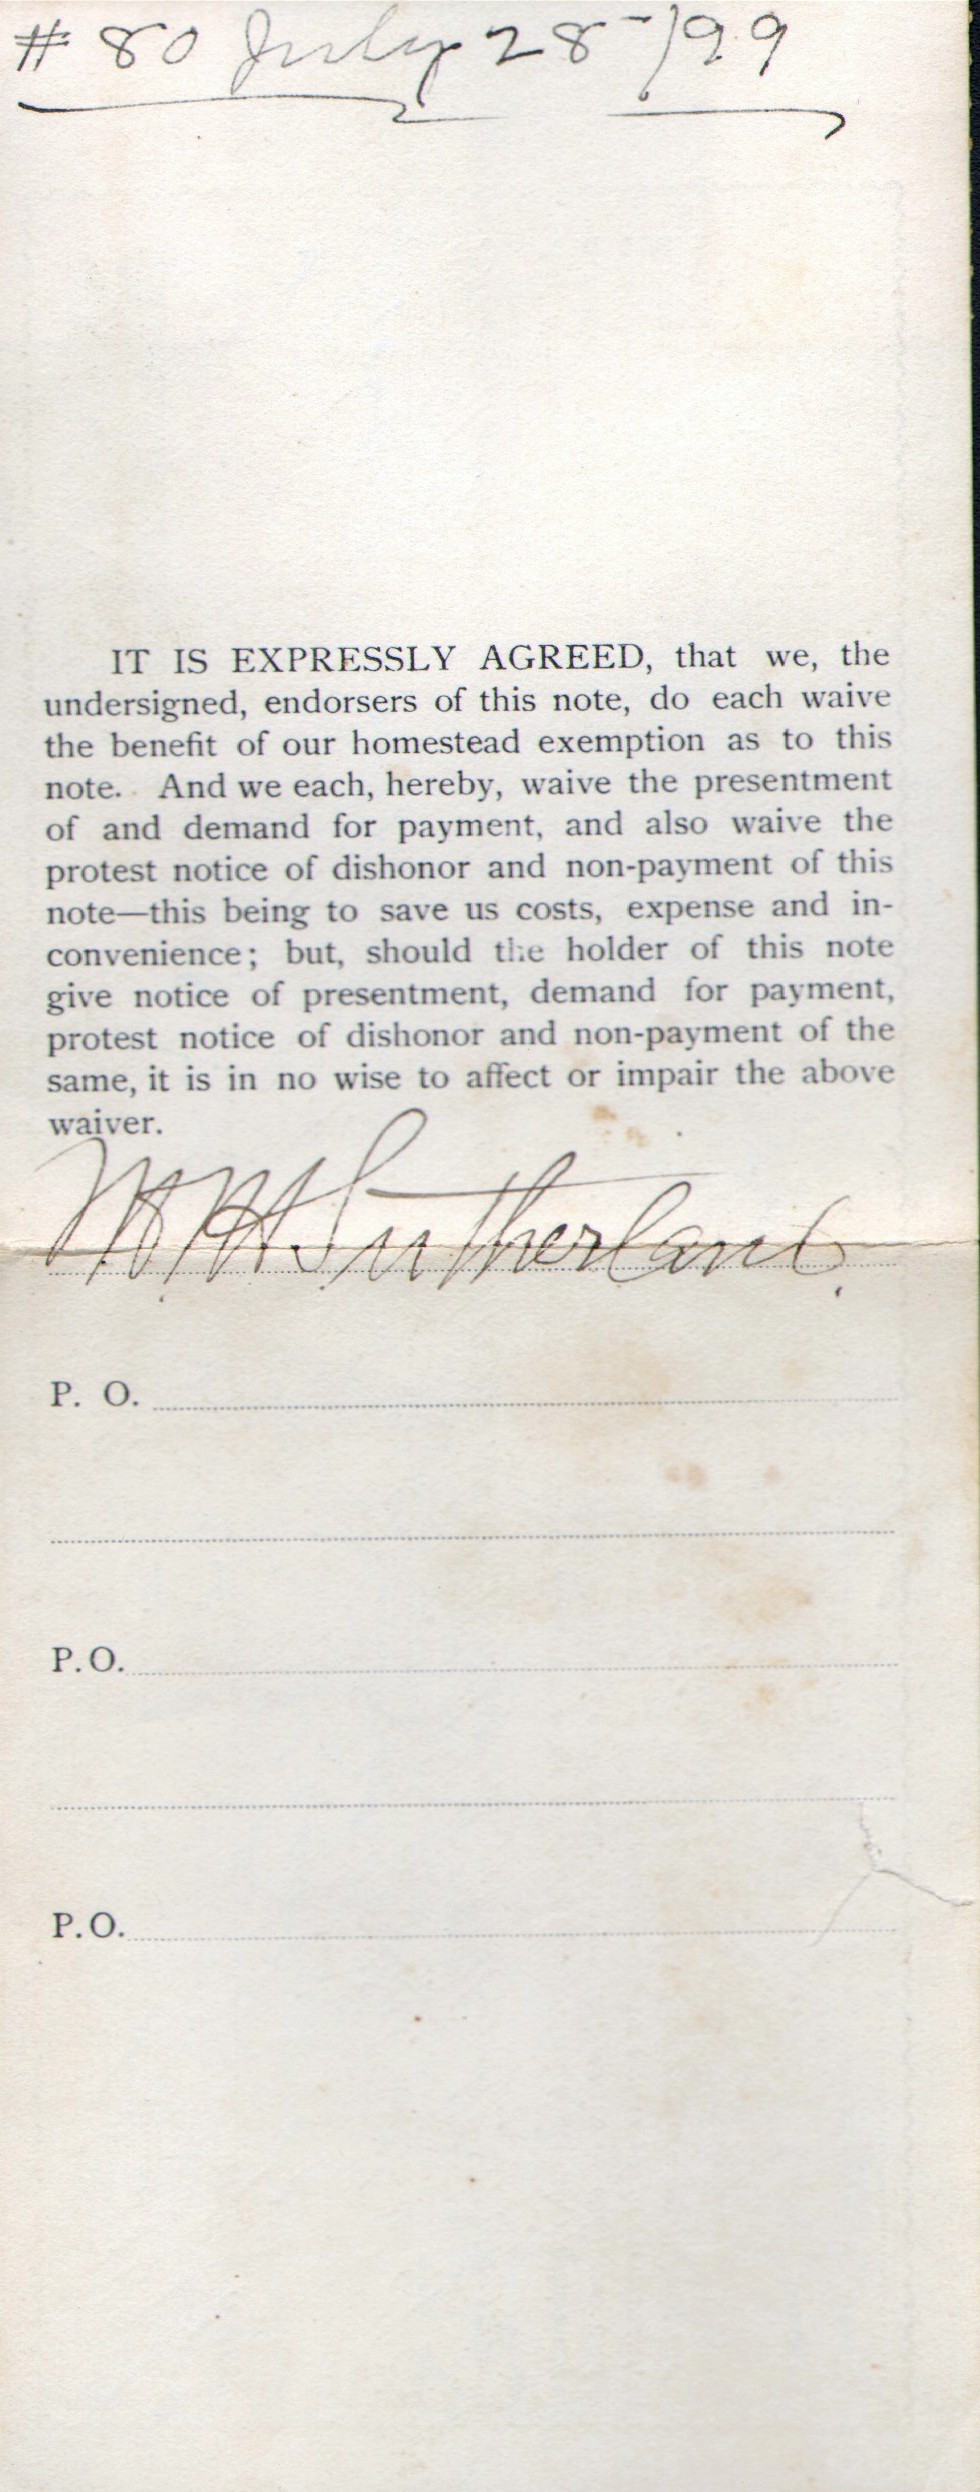 # 80 July 28-/99
IT IS EXPRESSLY AGREED, that we, the
undersigned, endorsers of this note, do each waive
the benefit of our homestead exemption as to this
note. And we each, hereby, waive the presentment
of and demand for payment, and also waive the
protest notice of dishonor and non-payment of this
note—this being to save us costs, expense and in-
convenience; but, should the holder of this note
give notice of presentment, demand for payment,
protest notice of dishonor and non-payment of the
same, it is in no wise to affect or impair the above
waiver.
Sutherland
P. O.
P.O.
P.O.